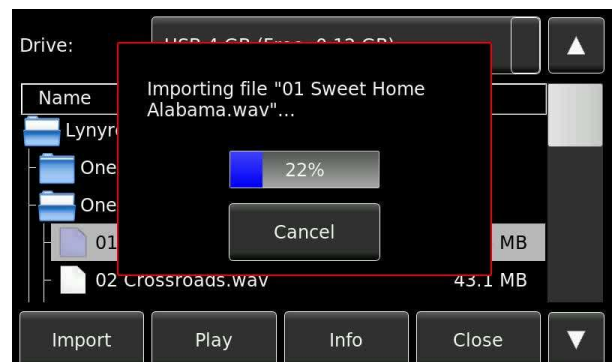 Drive:
▲
Importing file "01 Sweet Home
Alabama.wav"...
Name
Lynyr
One
22%
One
Cancel
01
MB
02 Crossroads.wav
43.1 MB
Import Play Info Close ▼